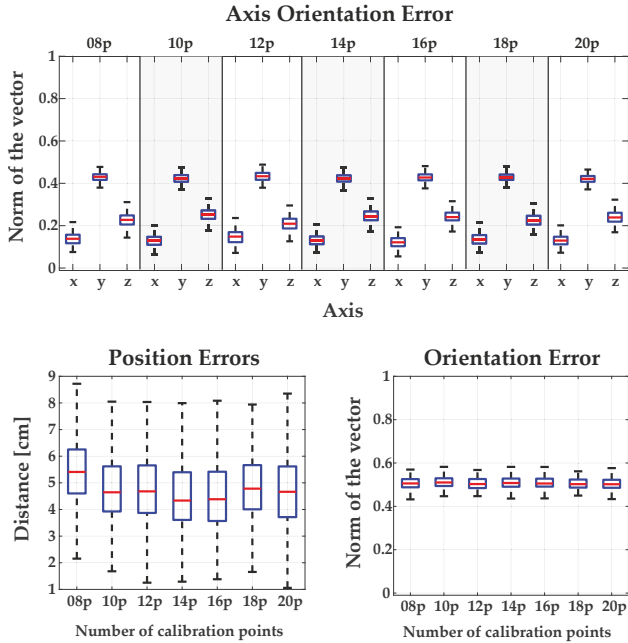 Axis Orientation Error
08p 10p 12p 14p 16p 18p 20p
Norm of the vector
1
0.8
0.6
0.4
0.2
0
x y z x y z x y z x y z x y z x y z x y z
Axis
Position Errors
Distance [cm]
9
8
7
6
5
4
3
2
1
08p 10p 12p 14p 16p 18p 20p
Number of calibration points
Orientation Error
Norm of the vector
1
0.8
0.6
0.4
0.2
0
08p 10p 12p 14p 16p 18p 20p
Number of calibration points